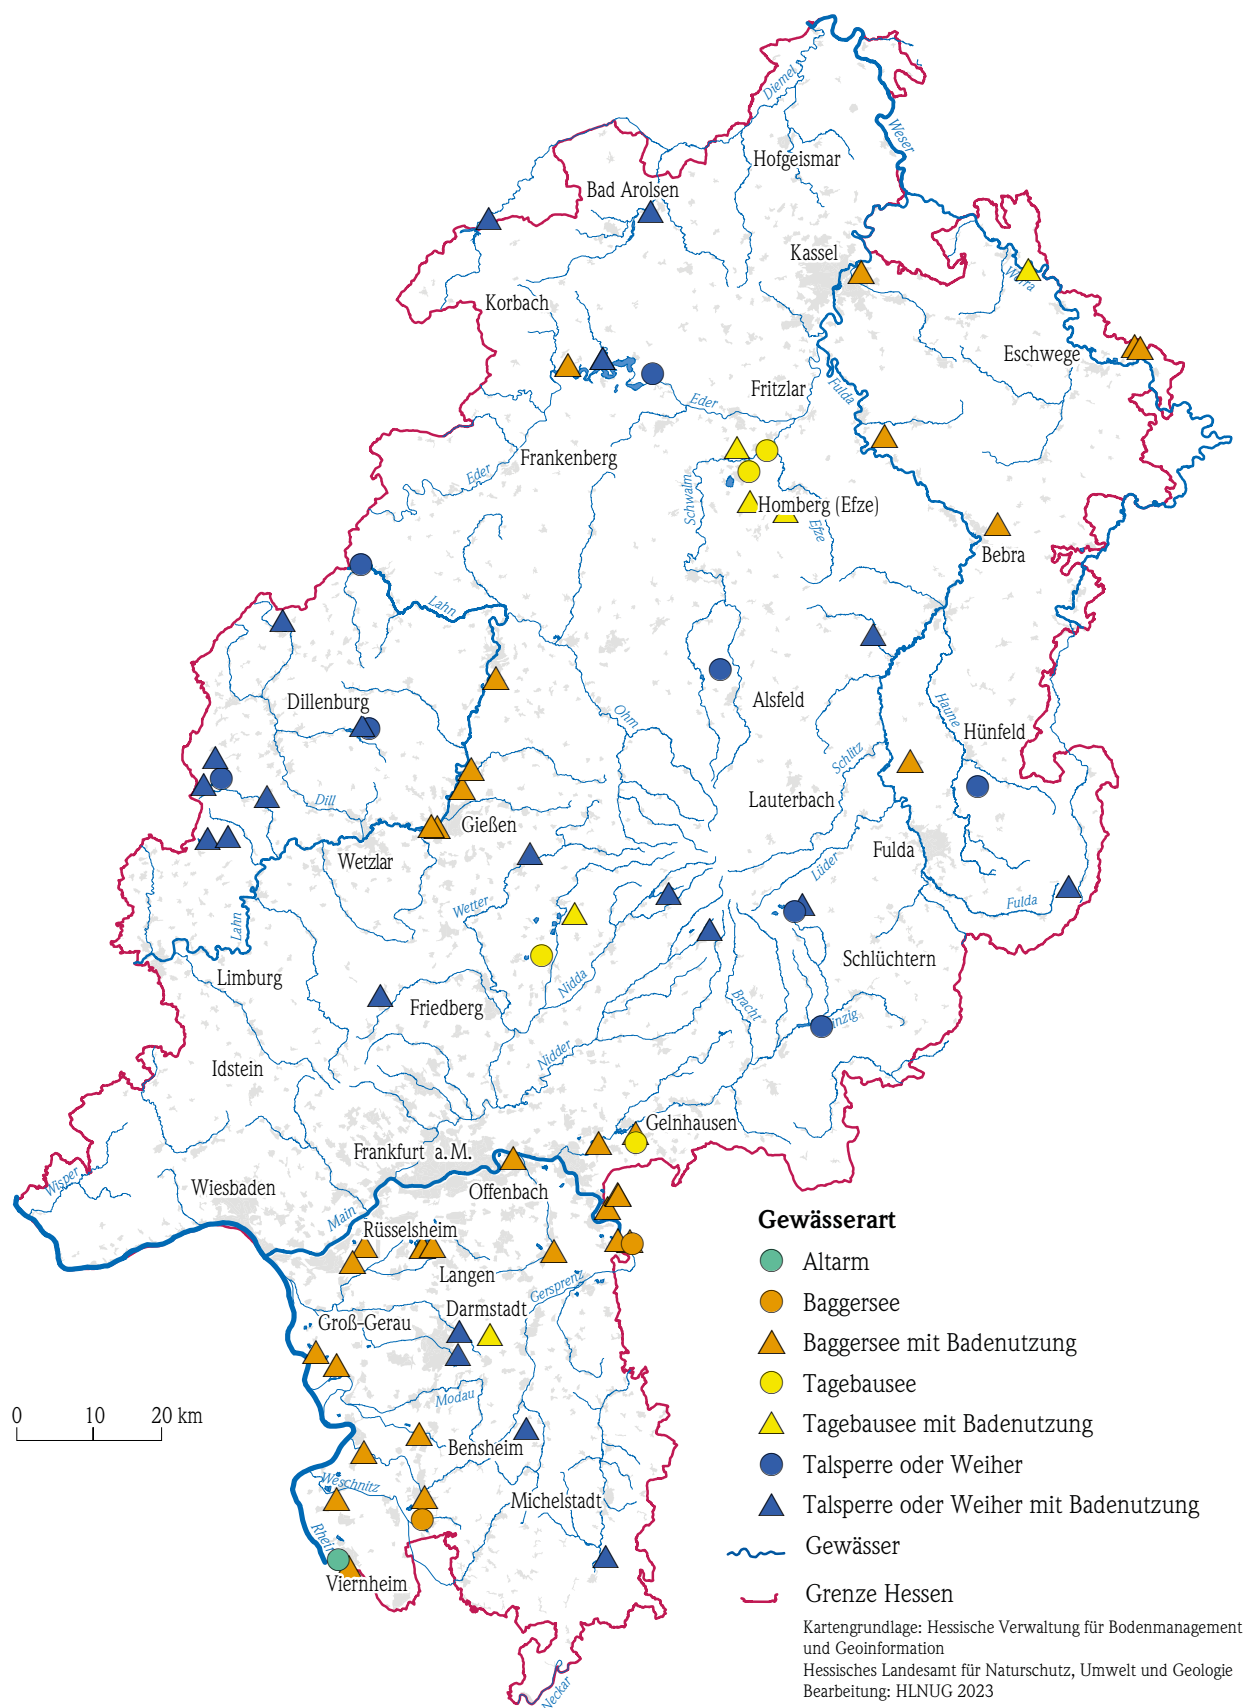 Diemel
Weser
Hofgeismar
Bad Arolsen
Kassel
Werra
Korbach
Eschwege
Fritzlar
Fulda
Eder
Frankenberg
Eder
Schwalm
Homberg (Efze)
Efze
Bebra
Lahn
Dillenburg
Ohm
Alsfeld
Haune
Hünfeld
Schlitz
Lauterbach
Dill
Gießen
Wetzlar
Fulda
Lüder
Wetter
Fulda
Lahn
Schlüchtern
Limburg
Nidda
Friedberg
Bracht
Kinzig
Nidder
Idstein
Gelnhausen
Frankfurt a. M.
Wisper
Wiesbaden
Offenbach
Main
Rüsselsheim
Langen
Gersprenz
Darmstadt
Groß-Gerau
Modau
Bensheim
Weschnitz
Michelstadt
Rhein
Viernheim
Neckar
0 10 20 km
Gewässerart
Altarm
Baggersee
Baggersee mit Badenutzung
Tagebausee
Tagebausee mit Badenutzung
Talsperre oder Weiher
Talsperre oder Weiher mit Badenutzung
Gewässer
Grenze Hessen
Kartengrundlage: Hessische Verwaltung für Bodenmanagement
und Geoinformation
Hessisches Landesamt für Naturschutz, Umwelt und Geologie
Bearbeitung: HLNUG 2023